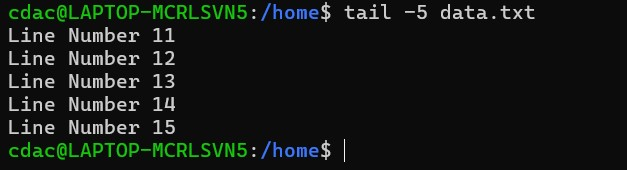 cdac@LAPTOP-MCRLSVN5:/home$ tail -5 data.txt
Line Number 11
Line Number 12
Line Number 13
Line Number 14
Line Number 15
cdac@LAPTOP-MCRLSVN5:/home$